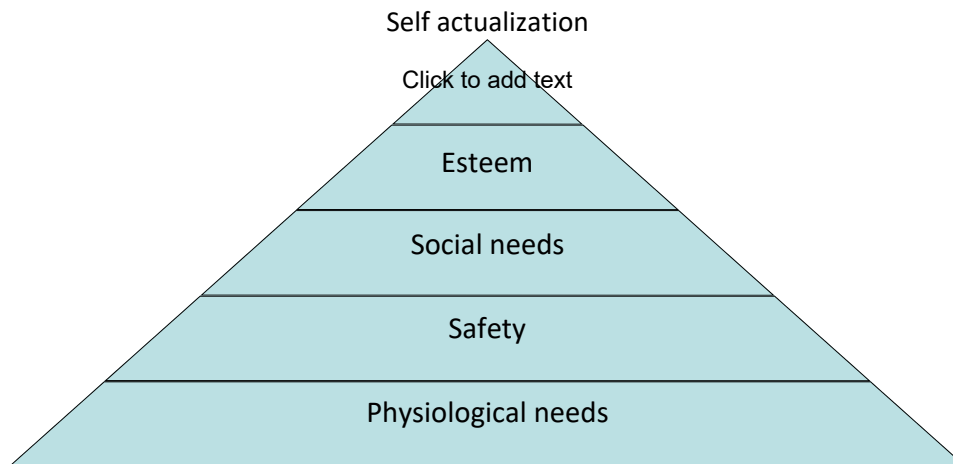 Self actualization
Click to add text
Esteem
Social needs
Safety
Physiological needs